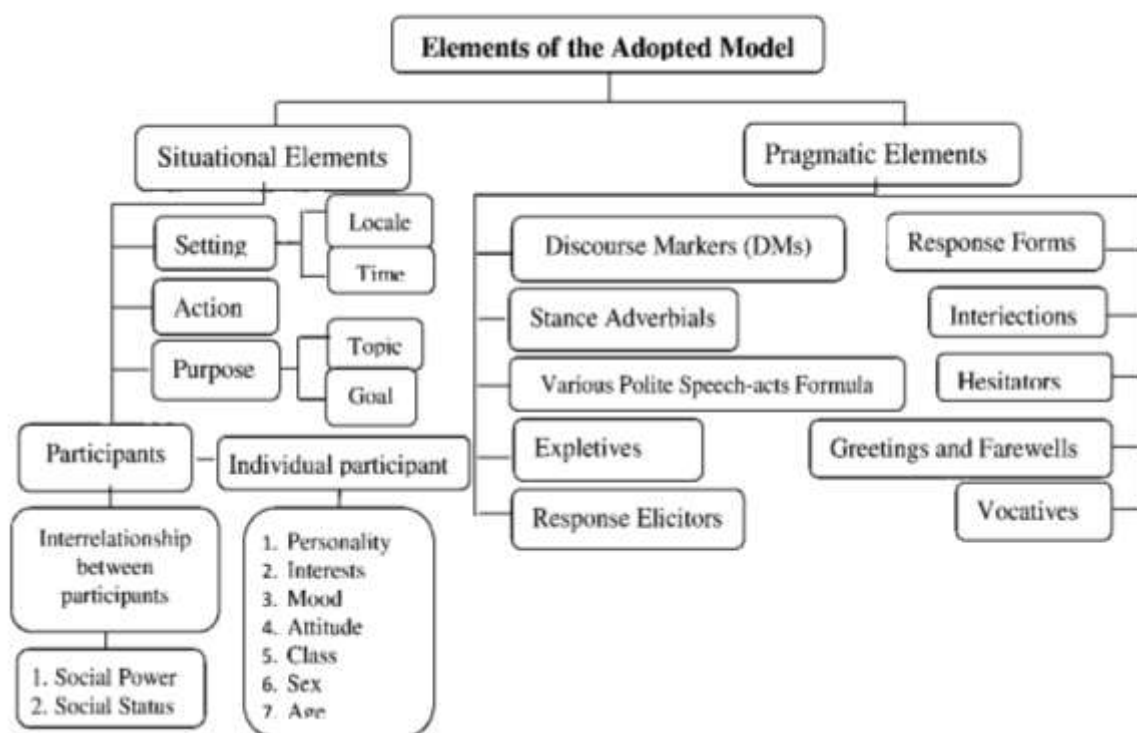 Elements of the Adopted Model
Situational Elements
Pragmatic Elements
Setting
Locale
Time
Action
Purpose
Topic
Goal
Participants
Individual participant
Interrelationship
between
participants
1. Social Power
2. Social Status
1. Personality
2. Interests
3. Mood
4. Attitude
5. Class
6. Sex
7. Age
Discourse Markers (DMs)
Stance Adverbials
Various Polite Speech-acts Formula
Expletives
Response Elicitors
Response Forms
Interiections
Hesitators
Greetings and Farewells
Vocatives